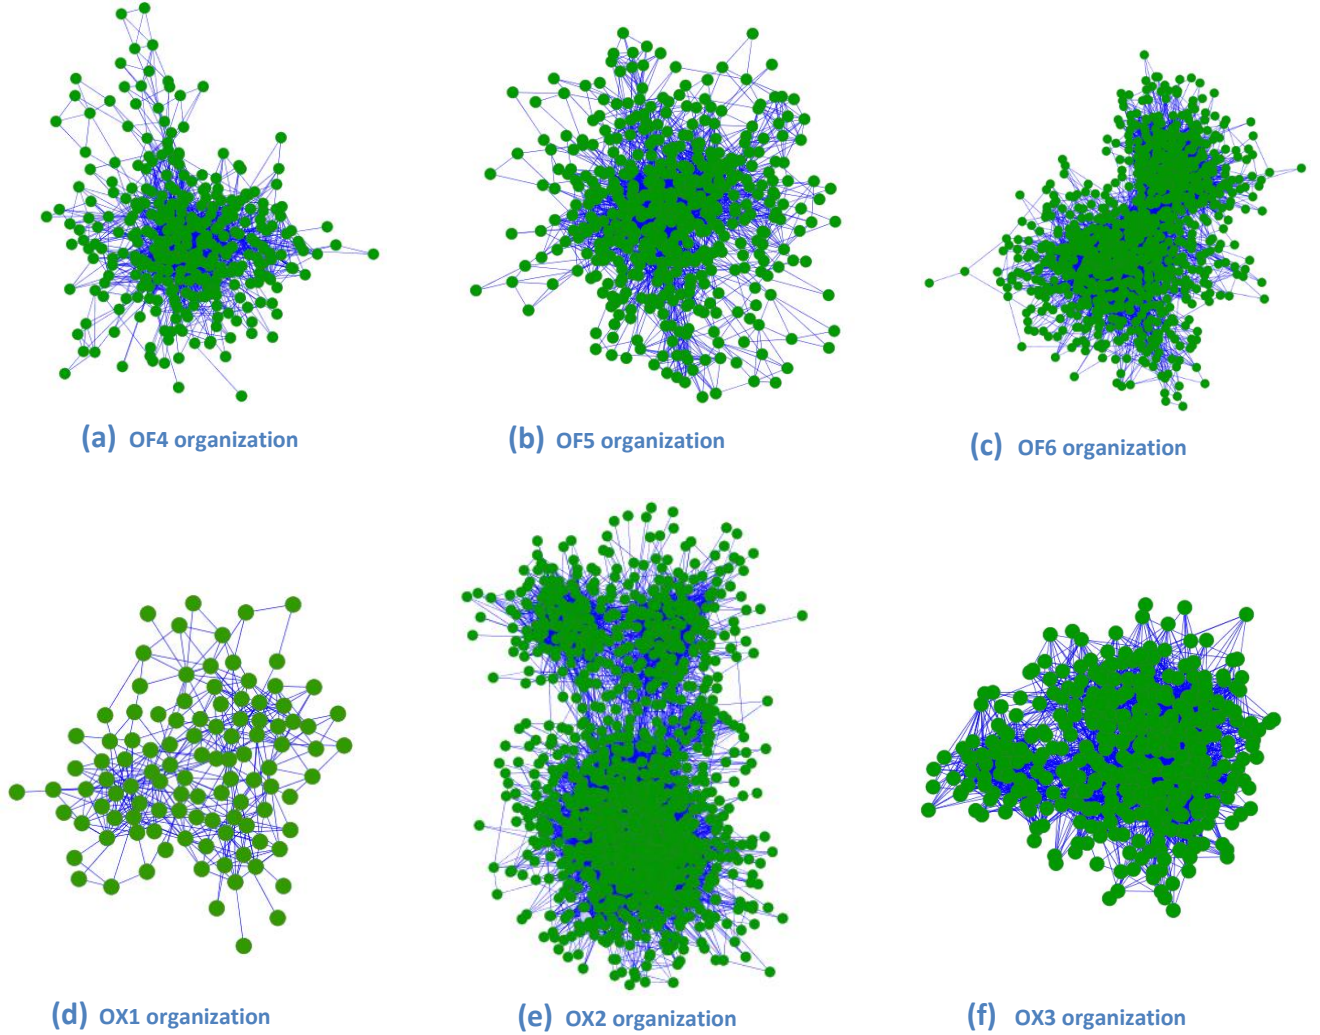 (a) OF4 organization
(b) OF5 organization
(c) OF6 organization
(d) OX1 organization
(e) OX2 organization
(f) OX3 organization